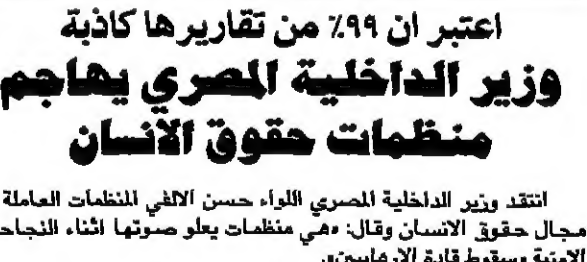 اعتبر ان ٩٩٪ من تقاريرها كاذبة
وزير الداخلية المصري يهاجم
منظمات حقوق الانسان
انتقد وزير الداخلية المصري اللواء حسن الالفي المنظمات العاملة
مجال حقوق الانسان وقال: «هي منظمات يعلو صوتها اثناء النجاحـ
الامنية وسقوط قادة الارهابيين».